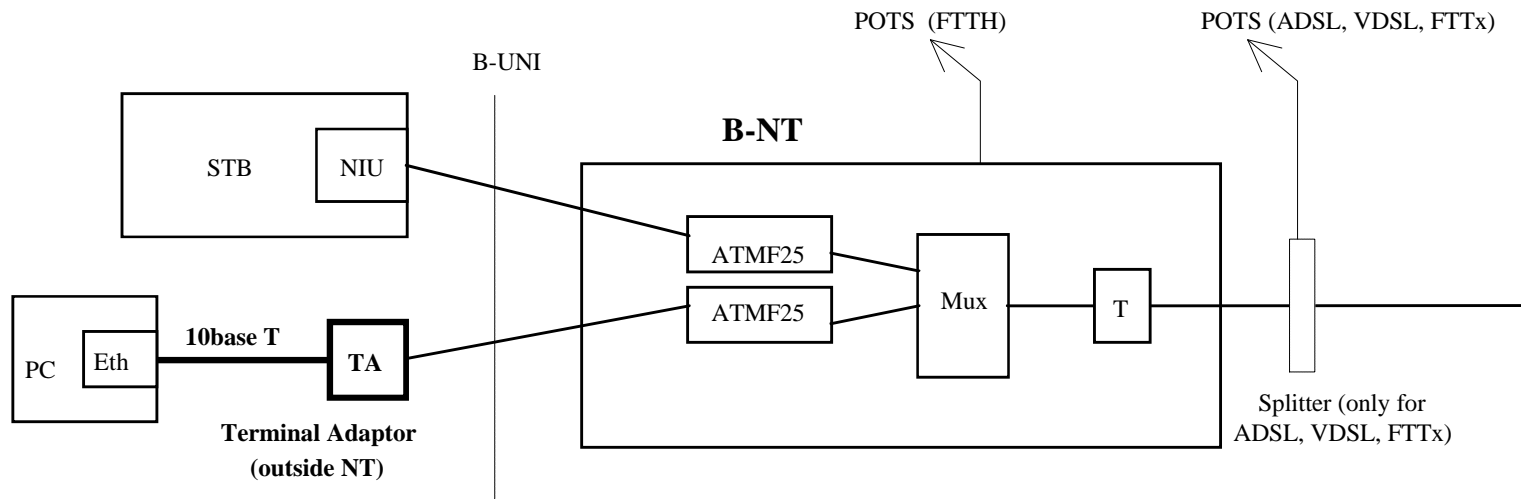 POTS (FTTH)
POTS (ADSL, VDSL, FTTx)
B-UNI
B-NT
STB
NIU
ATMF25
ATMF25
Mux
T
10base T
PC
Eth
TA
Terminal Adaptor
(outside NT)
Splitter (only for
ADSL, VDSL, FTTx)